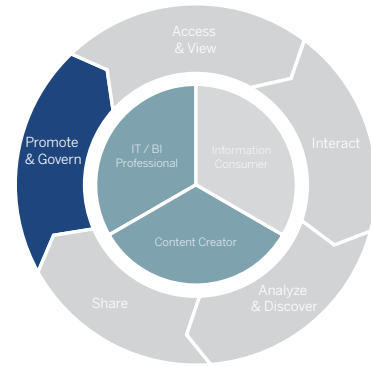 Access
& View
Promote
& Govern
IT / BI
Professional
Information
Consumer
Interact
Content Creator
Share
Analyze
& Discover